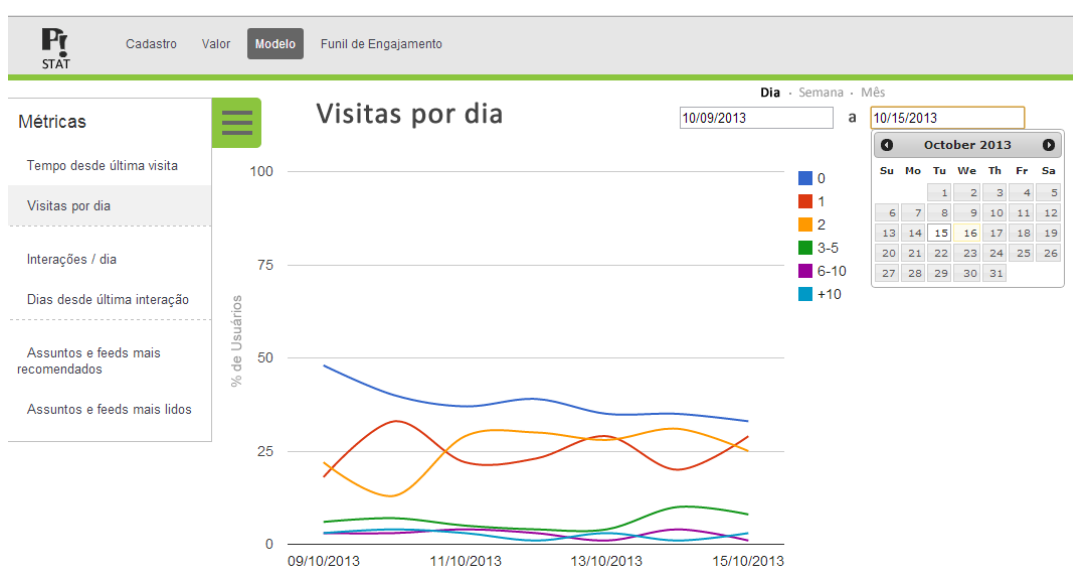 P!
STAT
Cadastro Valor Modelo Funil de Engajamento
Métricas
Tempo desde última visita
Visitas por dia
Interações / dia
Dias desde última interação
Assuntos e feeds mais
recomendados
Assuntos e feeds mais lidos
Visitas por dia
Dia · Semana · Mês
10/09/2013 a 10/15/2013
October 2013
Su Mo Tu We Th Fr Sa
1 2 3 4 5
6 7 8 9 10 11 12
13 14 15 16 17 18 19
20 21 22 23 24 25 26
27 28 29 30 31
% de Usuários
100
75
50
25
0
09/10/2013 11/10/2013 13/10/2013 15/10/2013
0
1
2
3-5
6-10
+10